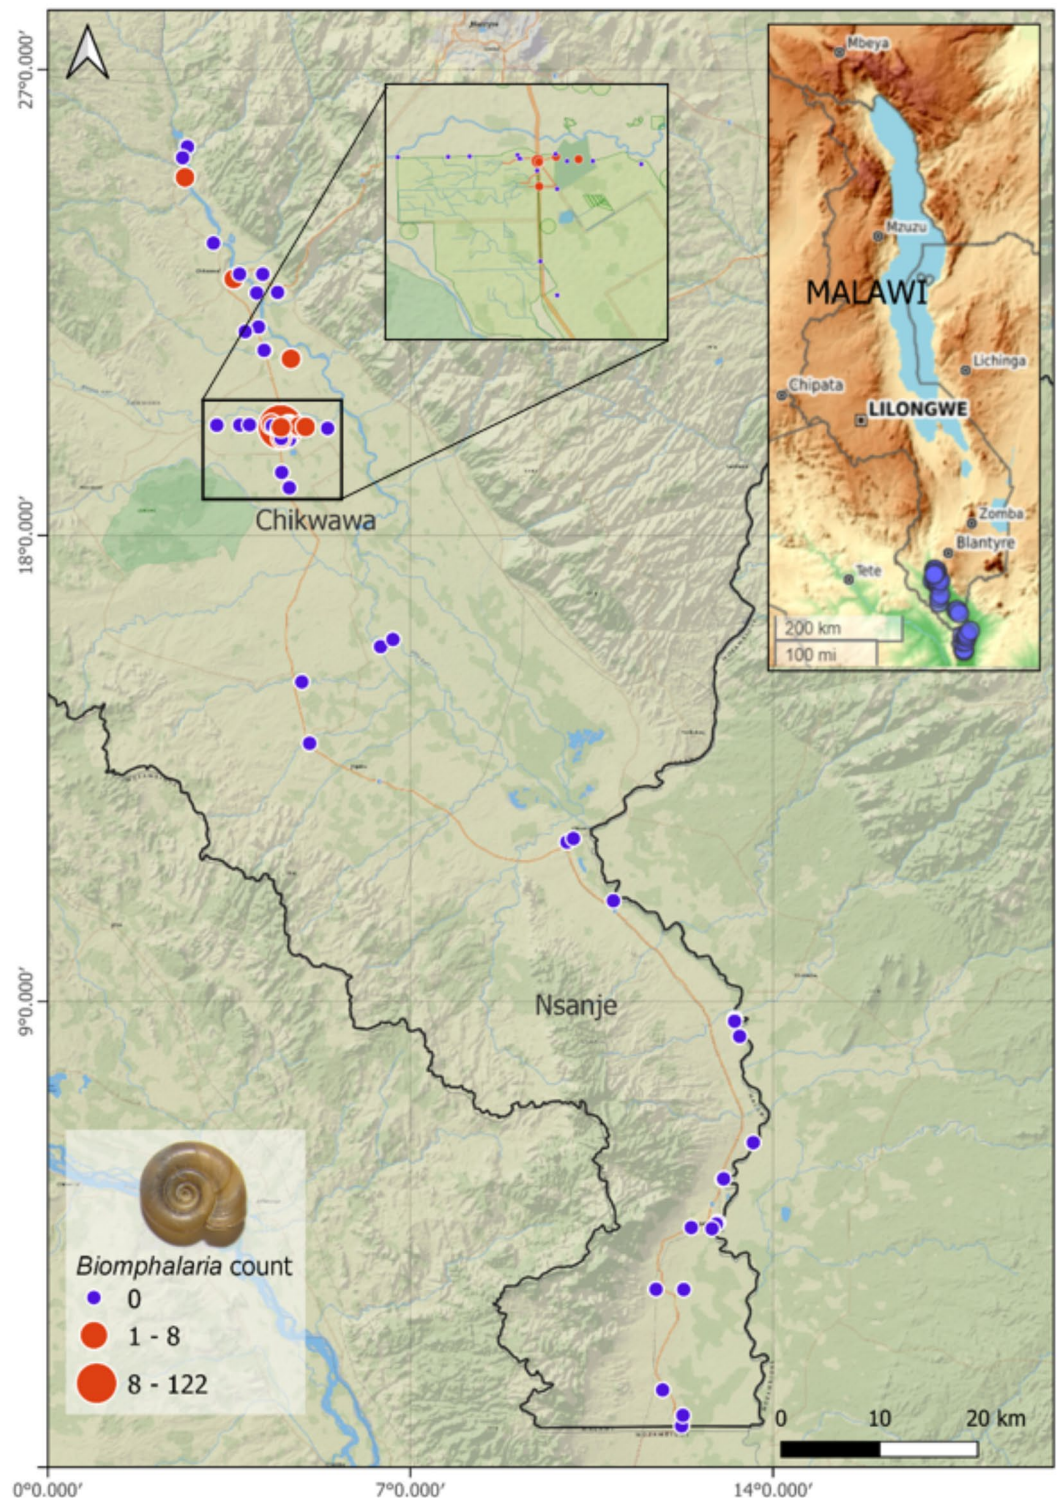 27°0.000'
18°0.000'
9°0.000'
0°0.000'
7°0.000'
14°0.000'
Chikwawa
Nsanje
Biomphalaria count
0
1 - 8
8 - 122
0 10 20 km
Mbeya
Mzuzu
MALAWI
Lichinga
Chipata
LILONGWE
Zomba
Blantyre
Tete
200 km
100 mi